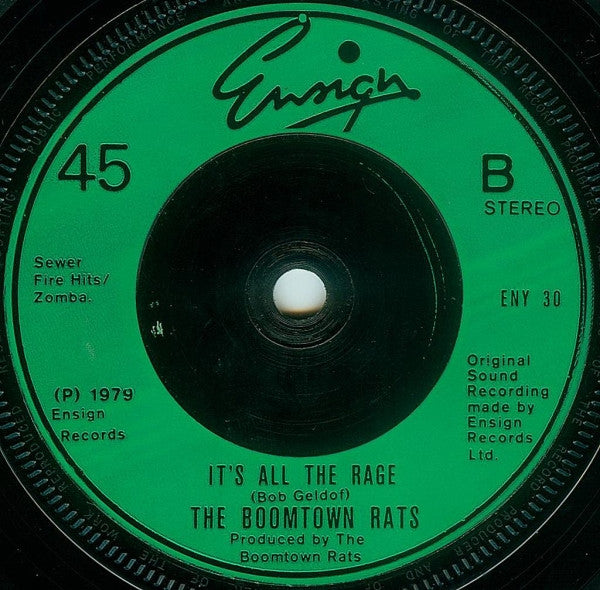 Ensign
45
B
STEREO
Sewer
Fire Hits/
Zomba.
ENY 30
(P) 1979
Ensign
Records
Original
Sound
Recording
made by
Ensign
Records
Ltd.
IT'S ALL THE RAGE
(Bob Geldof)
THE BOOMTOWN RATS
Produced by The
Boomtown Rats